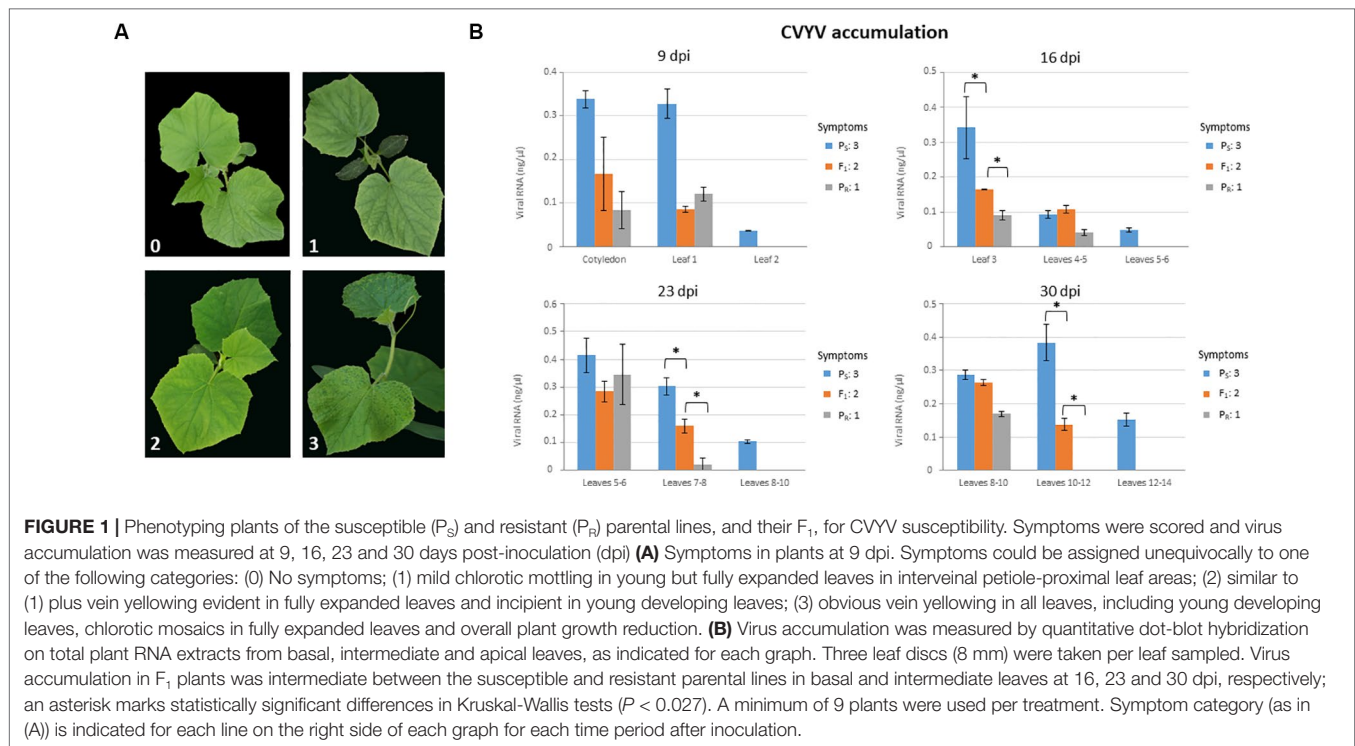 A
B
CVYV accumulation
0
1
2
3
9 dpi
Viral RNA (ng/µl)
0.4
0.3
0.2
0.1
0
Cotyledon
Leaf 1
Leaf 2
Symptoms
PS: 3
F1: 2
PR: 1
16 dpi
Viral RNA (ng/µl)
0.5
0.4
0.3
0.2
0.1
0
*
*
Leaf 3
Leaves 4-5
Leaves 5-6
Symptoms
PS: 3
F1: 2
PR: 1
23 dpi
Viral RNA (ng/µl)
0.6
0.5
0.4
0.3
0.2
0.1
0
*
*
Leaves 5-6
Leaves 7-8
Leaves 8-10
Symptoms
PS: 3
F1: 2
PR: 1
30 dpi
Viral RNA (ng/µl)
0.5
0.4
0.3
0.2
0.1
0
*
*
Leaves 8-10
Leaves 10-12
Leaves 12-14
Symptoms
PS: 3
F1: 2
PR: 1
FIGURE 1 | Phenotyping plants of the susceptible (PS) and resistant (PR) parental lines, and their F1, for CVYV susceptibility. Symptoms were scored and virus
accumulation was measured at 9, 16, 23 and 30 days post-inoculation (dpi) (A) Symptoms in plants at 9 dpi. Symptoms could be assigned unequivocally to one
of the following categories: (0) No symptoms; (1) mild chlorotic mottling in young but fully expanded leaves in interveinal petiole-proximal leaf areas; (2) similar to
(1) plus vein yellowing evident in fully expanded leaves and incipient in young developing leaves; (3) obvious vein yellowing in all leaves, including young developing
leaves, chlorotic mosaics in fully expanded leaves and overall plant growth reduction. (B) Virus accumulation was measured by quantitative dot-blot hybridization
on total plant RNA extracts from basal, intermediate and apical leaves, as indicated for each graph. Three leaf discs (8 mm) were taken per leaf sampled. Virus
accumulation in F1 plants was intermediate between the susceptible and resistant parental lines in basal and intermediate leaves at 16, 23 and 30 dpi, respectively;
an asterisk marks statistically significant differences in Kruskal-Wallis tests (P < 0.027). A minimum of 9 plants were used per treatment. Symptom category (as in
(A)) is indicated for each line on the right side of each graph for each time period after inoculation.